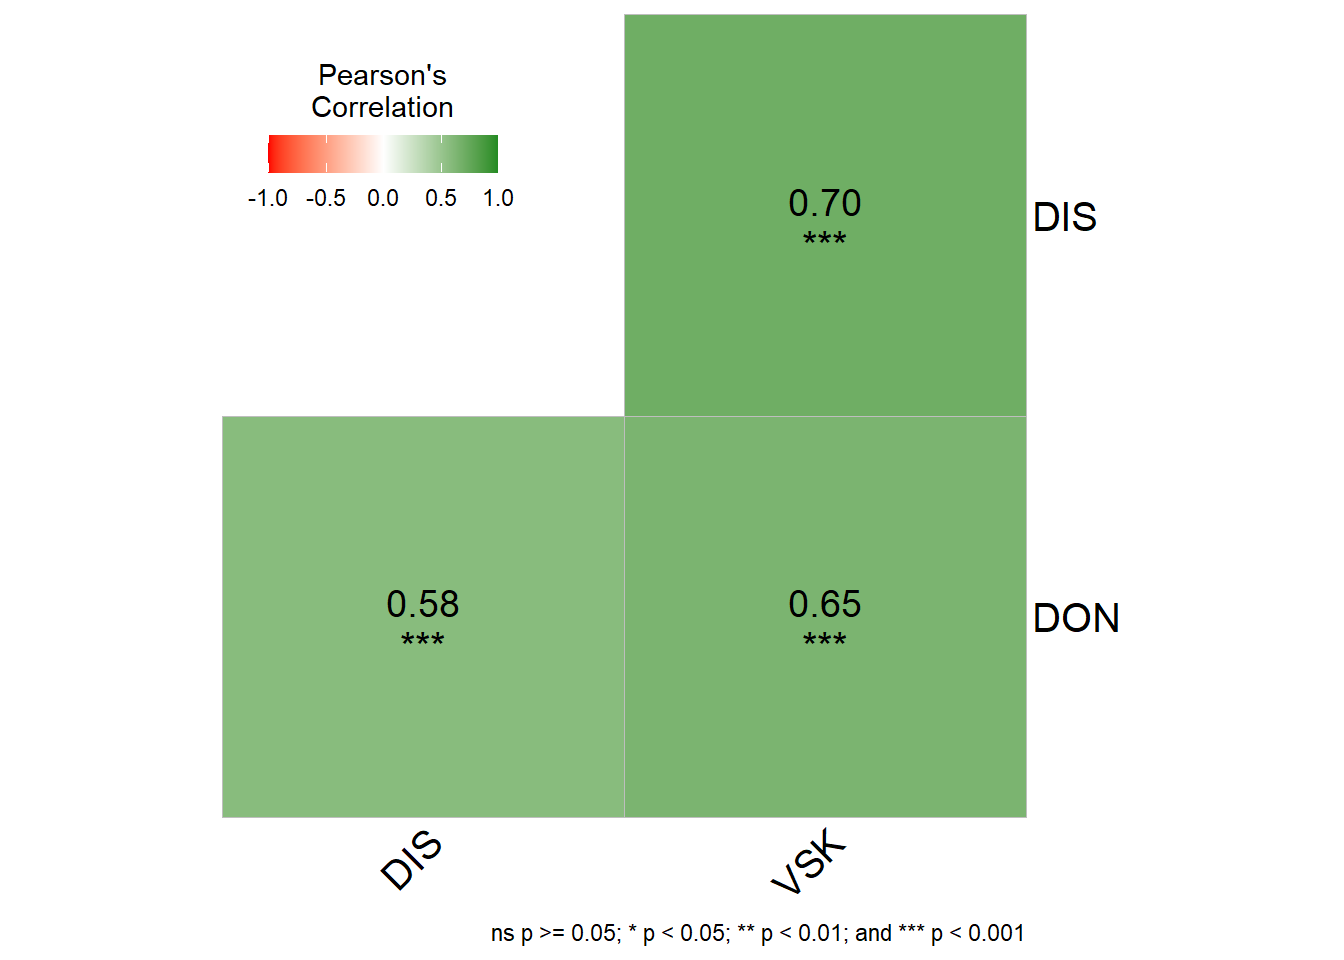 Pearson's
Correlation
-1.0 -0.5 0.0 0.5 1.0
0.70
***
DIS
0.58
***
0.65
***
DON
DIS
VSK
ns p >= 0.05; * p < 0.05; ** p < 0.01; and *** p < 0.001